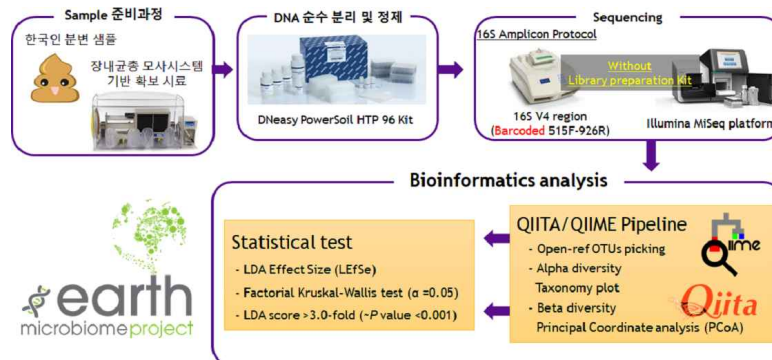 Sample 준비과정
한국인 분변 샘플
장내균총 모사시스템
기반 확보 시료
DNA 순수 분리 및 정제
DNeasy PowerSoil HTP 96 Kit
Sequencing
16S Amplicon Protocol
Without
Library preparation Kit
16S V4 region
(Barcoded 515F-926R)
Illumina MiSeq platform
Bioinformatics analysis
Statistical test
- LDA Effect Size (LEfSe)
- Factorial Kruskal-Wallis test (α =0.05)
- LDA score >3.0-fold (~P value <0.001)
QIITA/QIIME Pipeline
- Open-ref OTUs picking
- Alpha diversity
Taxonomy plot
- Beta diversity
Principal Coordinate analysis (PCoA)
QIIME
Qiita
earth
microbiomeproject